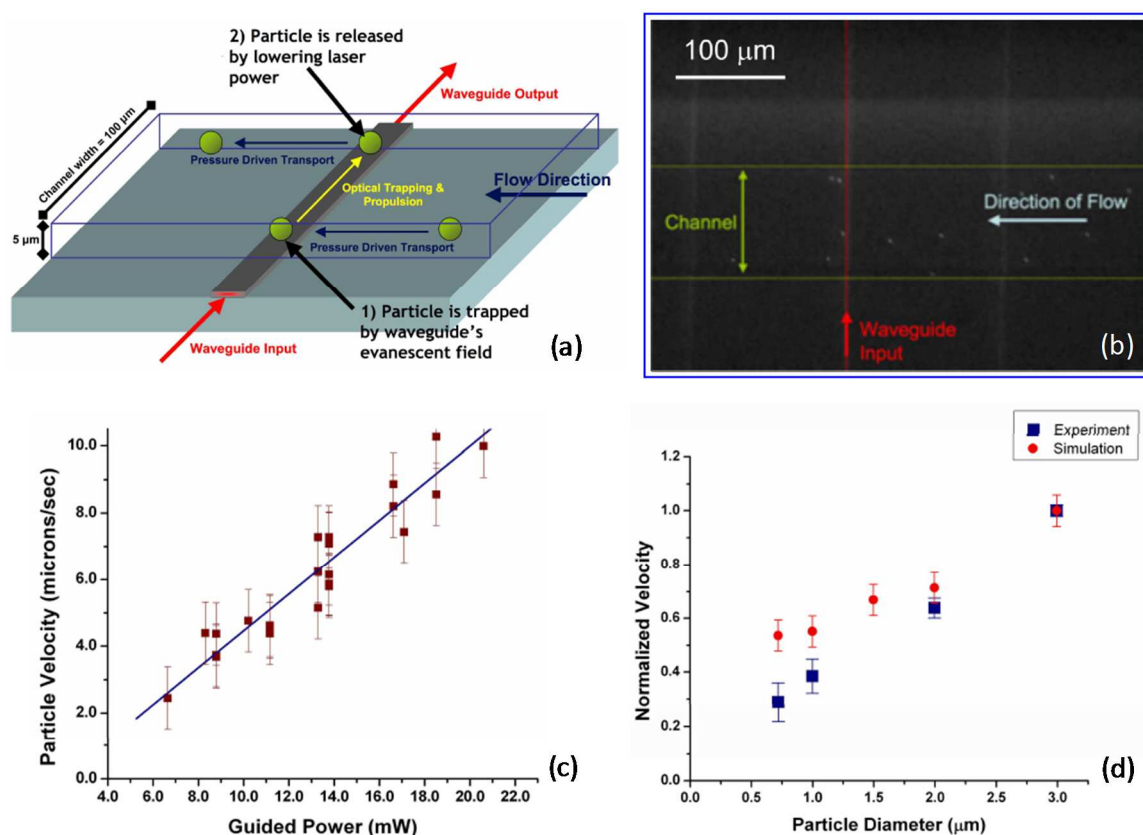 2) Particle is released
by lowering laser
power
Waveguide Output
Channel width = 100 μm
Pressure Driven Transport
Optical Trapping &
Propulsion
Flow Direction
5 μm
Pressure Driven Transport
1) Particle is trapped
by waveguide's
evanescent field
Waveguide Input
(a)
100 μm
Channel
Direction of Flow
Waveguide
Input
(b)
Particle Velocity (microns/sec)
10.0
8.0
6.0
4.0
2.0
0.0
4.0 6.0 8.0 10.0 12.0 14.0 16.0 18.0 20.0 22.0
Guided Power (mW)
(c)
Experiment
Simulation
Normalized Velocity
1.2
1.0
0.8
0.6
0.4
0.2
0.0 0.5 1.0 1.5 2.0 2.5 3.0
Particle Diameter (μm)
(d)